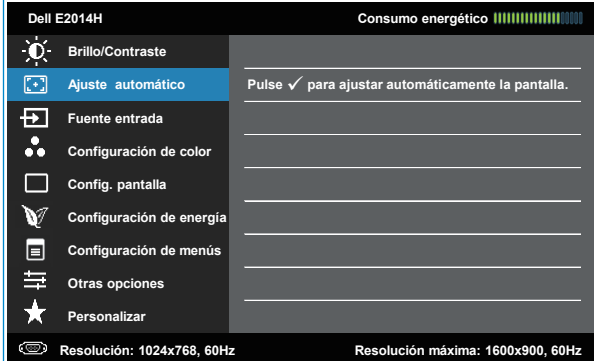 Dell E2014H Consumo energético
Brillo/Contraste
Ajuste automático Pulse ✓ para ajustar automáticamente la pantalla.
Fuente entrada
Configuración de color
Config. pantalla
Configuración de energía
Configuración de menús
Otras opciones
Personalizar
Resolución: 1024x768, 60Hz Resolución máxima: 1600x900, 60Hz